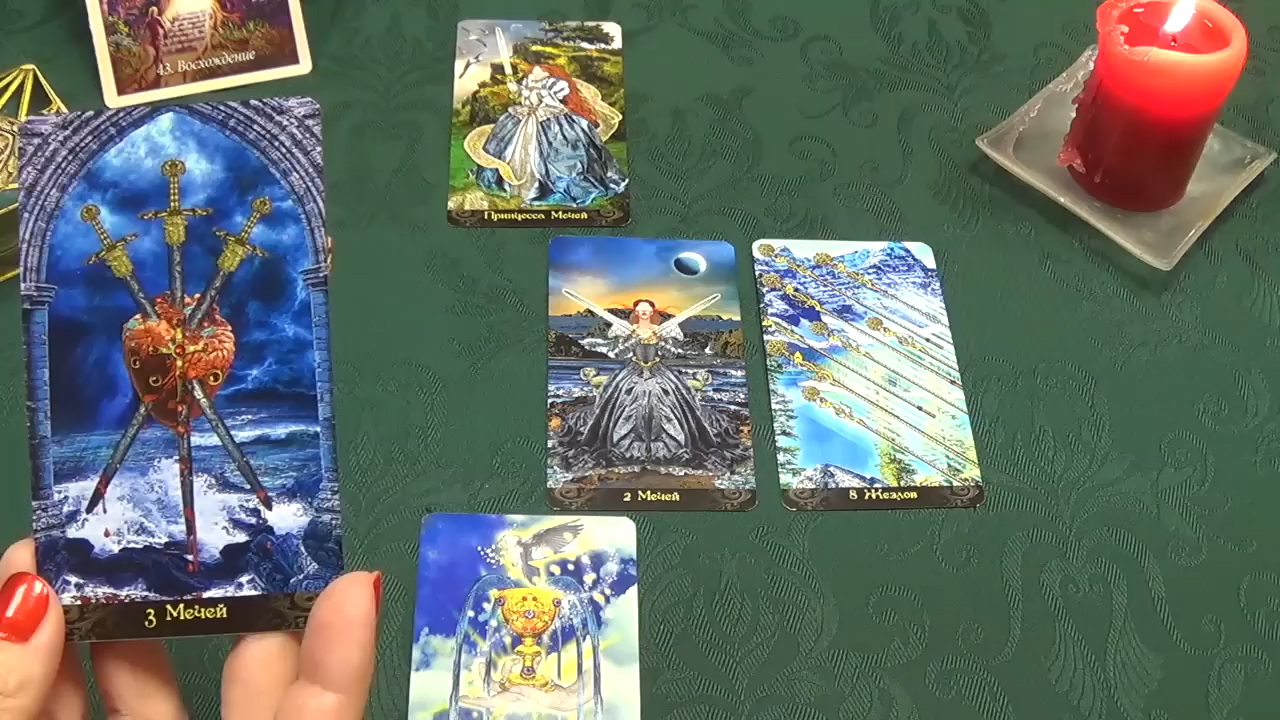 43. Восхождение
Принцесса Мечей
2 Мечей
8 Жезлов
3 Мечей